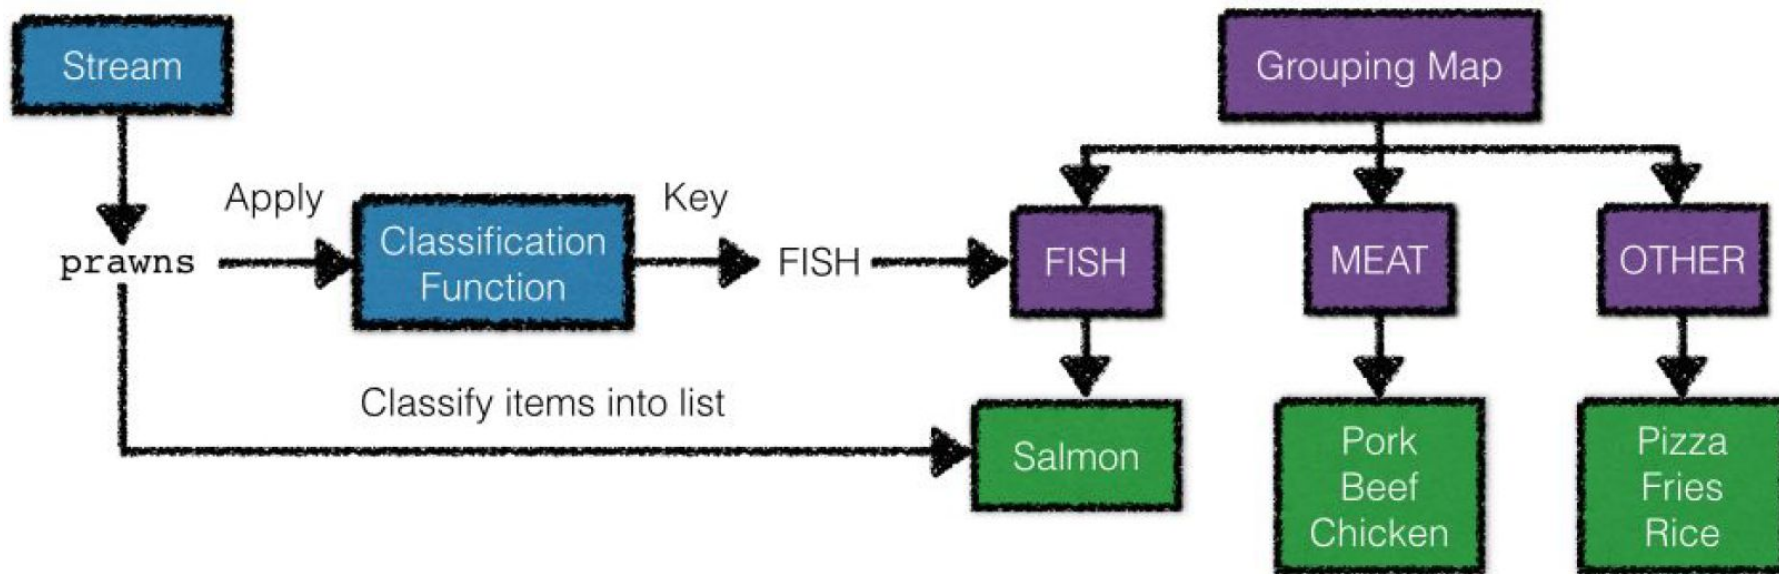 Stream
Grouping Map
Apply
Key
prawns
Classification
Function
FISH
FISH
MEAT
OTHER
Classify items into list
Salmon
Pork
Beef
Chicken
Pizza
Fries
Rice